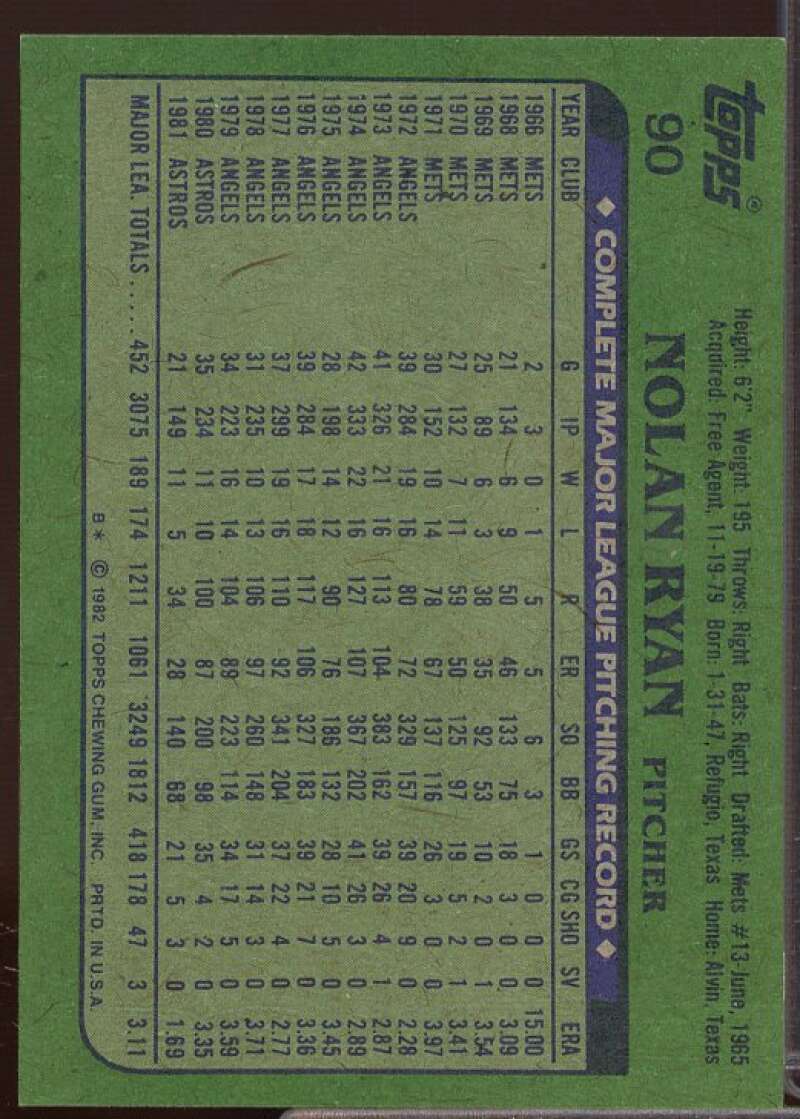 topps®
90
Height: 6'2" Weight: 195 Throws: Right Bats: Right Drafted: Mets #13-June, 1965
Acquired: Free Agent, 11-19-79 Born: 1-31-47, Refugio, Texas Home: Alvin, Texas
NOLAN RYAN PITCHER
◆ COMPLETE MAJOR LEAGUE PITCHING RECORD ◆
YEAR CLUB G IP W L R ER SO BB GS CG SHO SV ERA
1966 METS 2 3 0 1 5 5 6 3 1 0 0 0 15.00
1968 METS 21 134 6 9 50 46 133 75 18 3 0 0 3.09
1969 METS 25 89 6 3 38 35 92 53 10 2 0 1 3.54
1970 METS 27 132 7 11 59 50 125 97 19 5 2 1 3.41
1971 METS 30 152 10 14 78 67 137 116 26 3 0 0 3.97
1972 ANGELS 39 284 19 16 80 72 329 157 39 20 9 0 2.28
1973 ANGELS 41 326 21 16 113 104 383 162 39 26 4 1 2.87
1974 ANGELS 42 333 22 16 127 107 367 202 41 26 3 0 2.89
1975 ANGELS 28 198 14 12 90 76 186 132 28 10 5 0 3.45
1976 ANGELS 39 284 17 18 117 106 327 183 39 21 7 0 3.36
1977 ANGELS 37 299 19 16 110 92 341 204 37 22 4 0 2.77
1978 ANGELS 31 235 10 13 106 97 260 148 31 14 3 0 3.71
1979 ANGELS 34 223 16 14 104 89 223 114 34 17 5 0 3.59
1980 ASTROS 35 234 11 10 100 87 200 98 35 4 2 0 3.35
1981 ASTROS 21 149 11 5 34 28 140 68 21 5 3 0 1.69
MAJOR LEA. TOTALS..... 452 3075 189 174 1211 1061 3249 1812 418 178 47 3 3.11
B* © 1982 TOPPS CHEWING GUM, INC. PRTD. IN U.S.A.